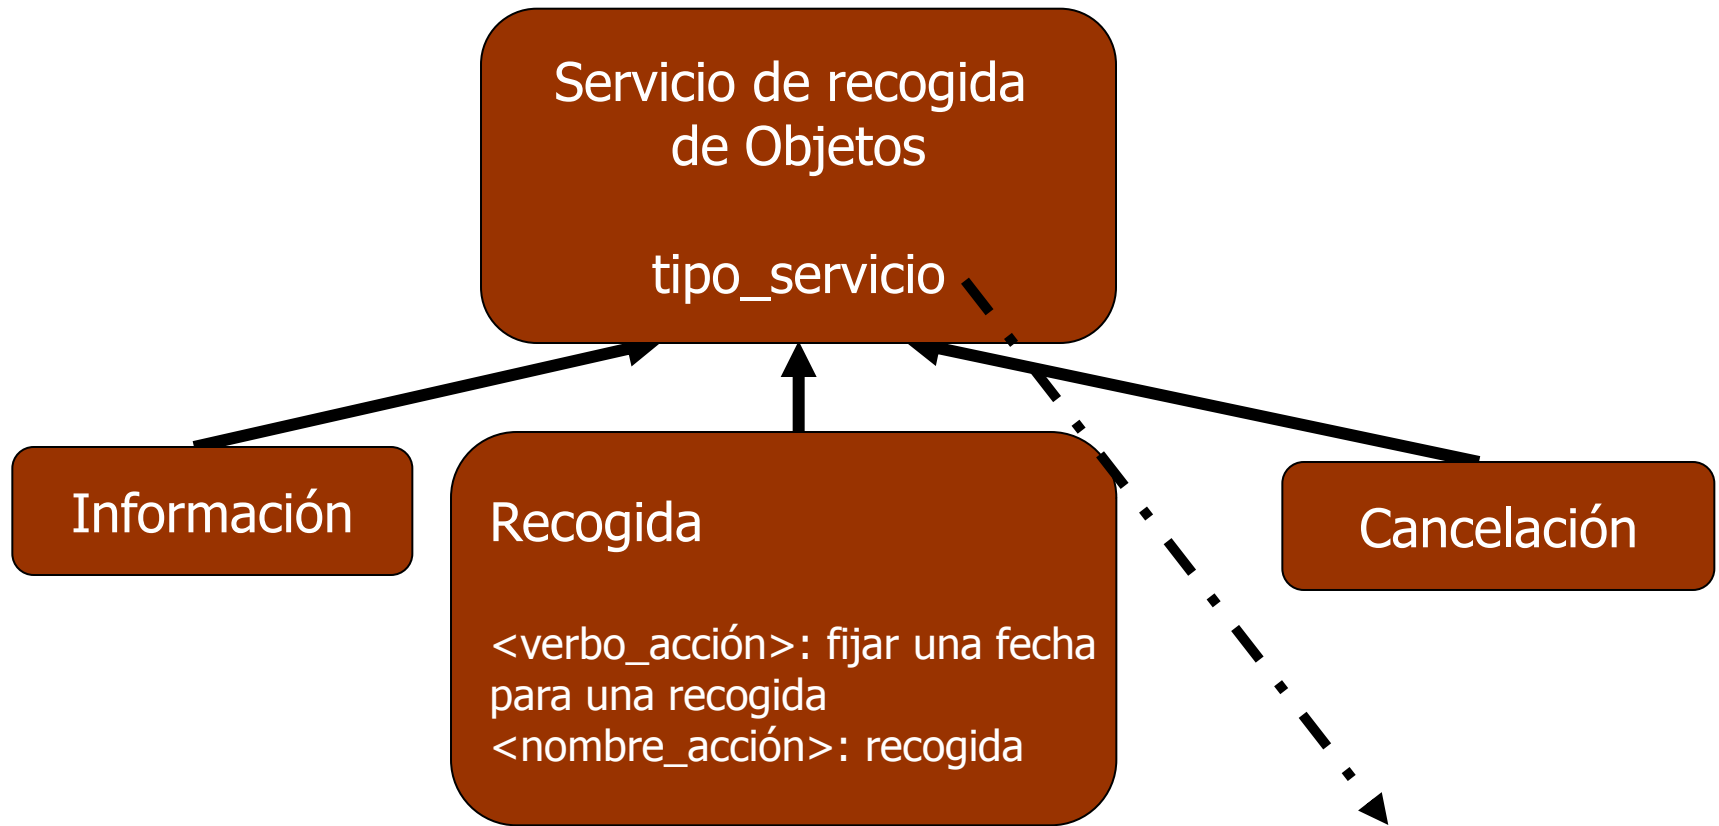 Servicio de recogida
de Objetos
tipo_servicio
Información
Recogida
<verbo_acción>: fijar una fecha
para una recogida
<nombre_acción>: recogida
Cancelación